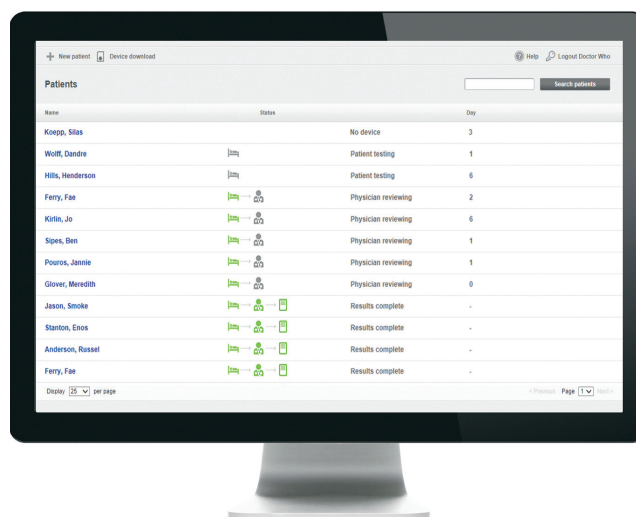 New patient Device download Help Logout Doctor Who
Patients Search patients
Name Status Day
Koepp, Silas No device 3
Wolff, Dandre Patient testing 1
Hills, Henderson Patient testing 6
Ferry, Fae Physician reviewing 2
Kirlin, Jo Physician reviewing 6
Sipes, Ben Physician reviewing 1
Pouros, Jannie Physician reviewing 1
Glover, Meredith Physician reviewing 0
Jason, Smoke Results complete -
Stanton, Enos Results complete -
Anderson, Russel Results complete -
Ferry, Fae Results complete -
Display 25 per page < Previous Page 1 Next >